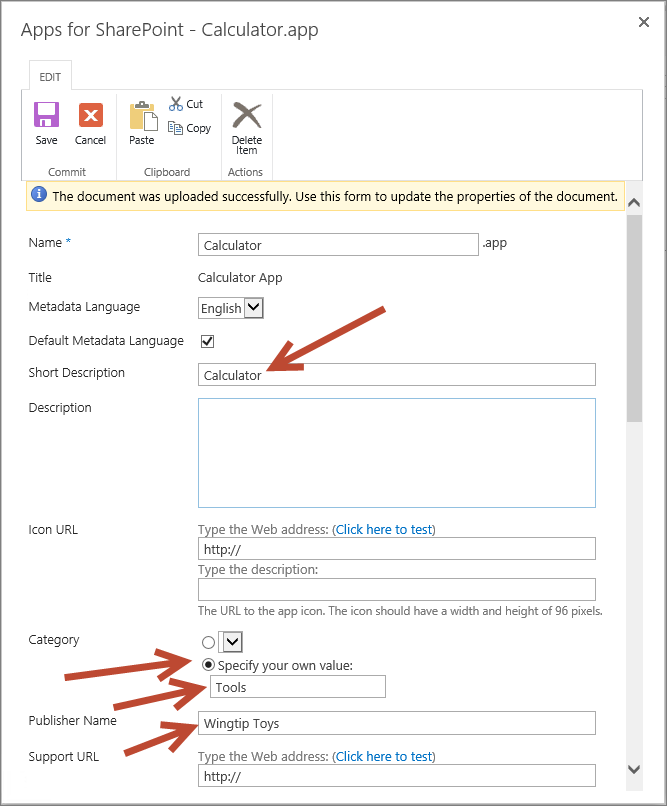 Apps for SharePoint - Calculator.app
EDIT
Save
Cancel
Paste
Cut
Copy
Delete
Item
Commit
Clipboard
Actions
The document was uploaded successfully. Use this form to update the properties of the document.
Name *
Calculator
.app
Title
Calculator App
Metadata Language
English
Default Metadata Language
Short Description
Calculator
Description
Icon URL
Type the Web address: (Click here to test)
http://
Type the description:
The URL to the app icon. The icon should have a width and height of 96 pixels.
Category
Specify your own value:
Tools
Publisher Name
Wingtip Toys
Support URL
Type the Web address: (Click here to test)
http://